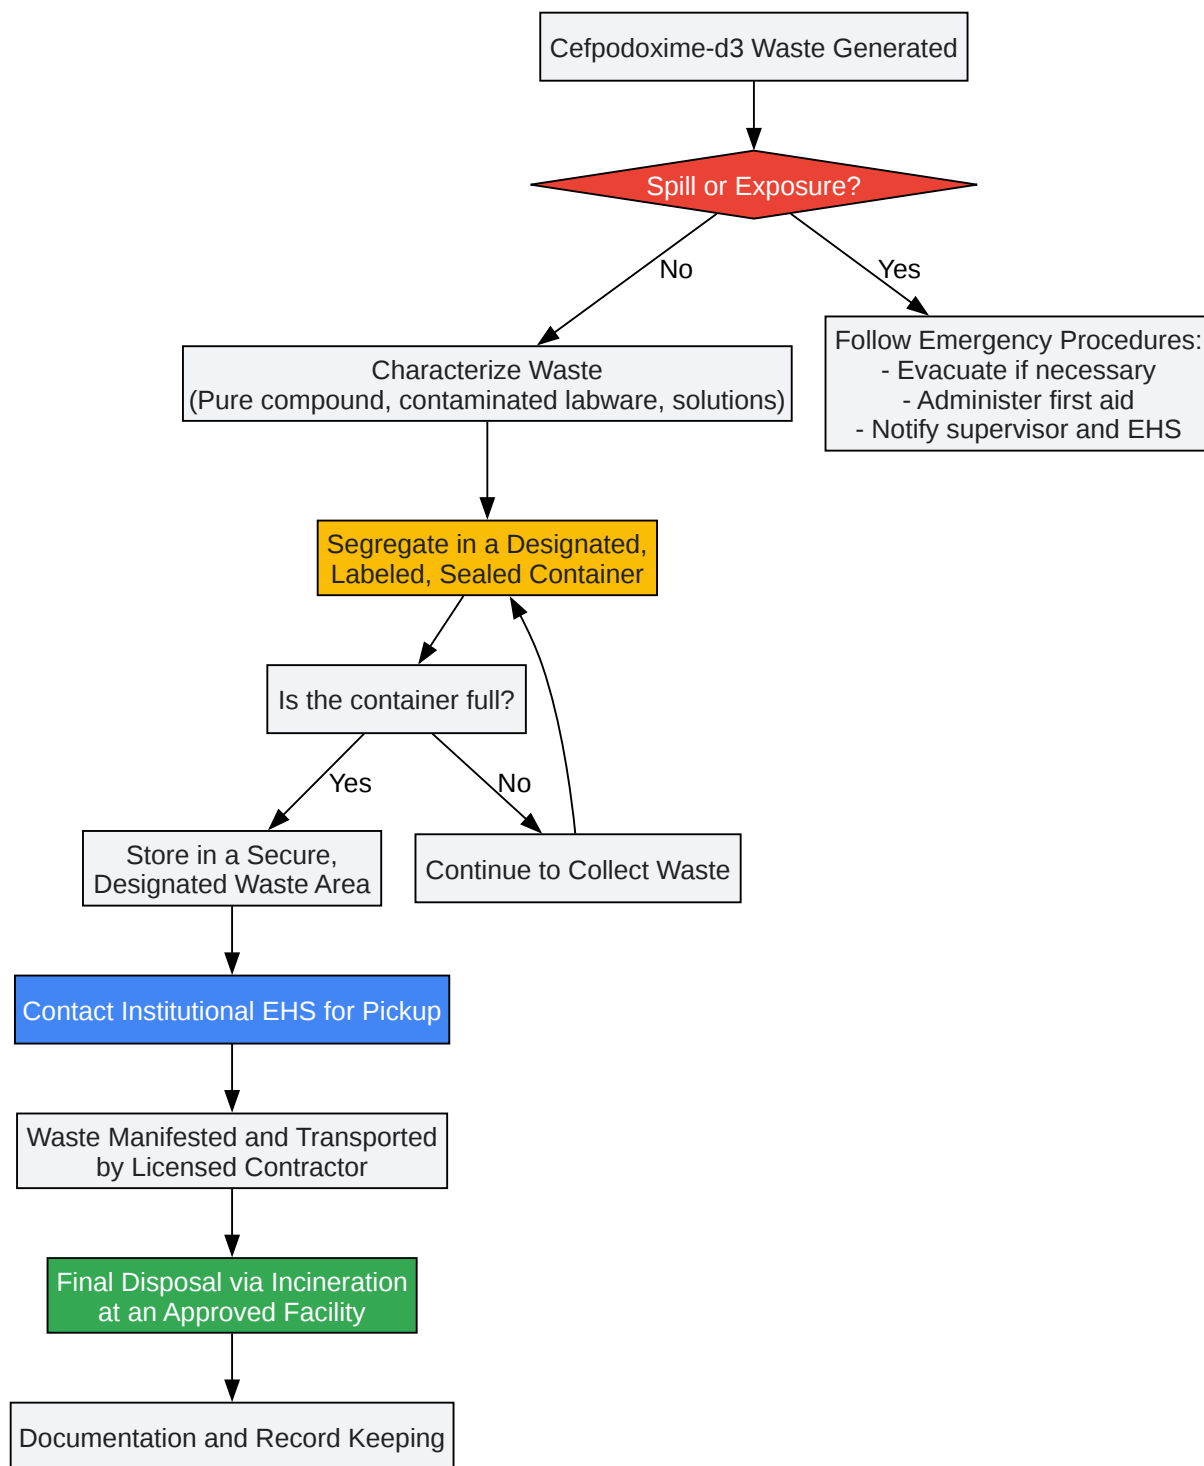 Cefpodoxime-d3 Waste Generated
Spill or Exposure?
No
Yes
Follow Emergency Procedures:
- Evacuate if necessary
- Administer first aid
- Notify supervisor and EHS
Characterize Waste
(Pure compound, contaminated labware, solutions)
Segregate in a Designated,
Labeled, Sealed Container
Is the container full?
Yes
No
Store in a Secure,
Designated Waste Area
Continue to Collect Waste
Contact Institutional EHS for Pickup
Waste Manifested and Transported
by Licensed Contractor
Final Disposal via Incineration
at an Approved Facility
Documentation and Record Keeping